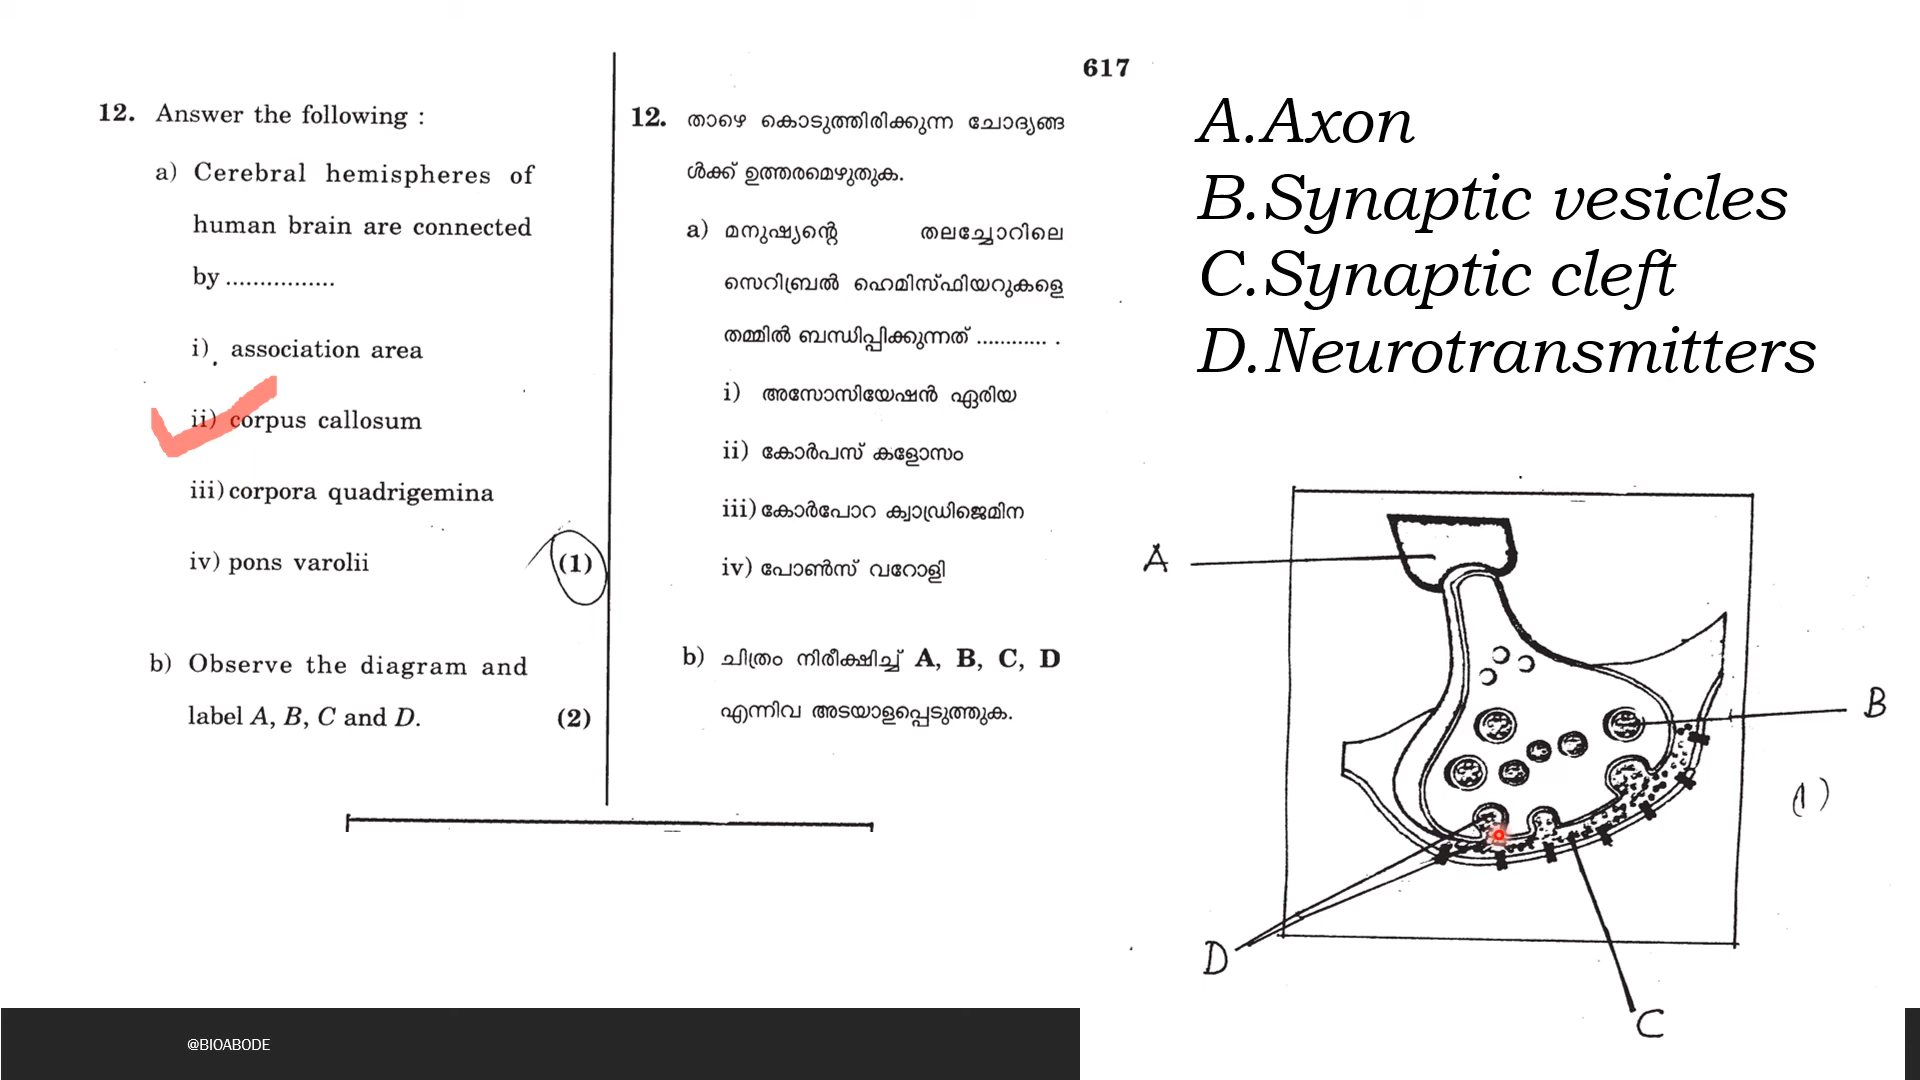 617
12. Answer the following :
a) Cerebral hemispheres of
human brain are connected
by ................
i) association area
ii) corpus callosum
iii) corpora quadrigemina
iv) pons varolii
(1)
b) Observe the diagram and
label A, B, C and D.
(2)
12. താഴെ കൊടുത്തിരിക്കുന്ന ചോദ്യങ്ങ
ൾക്ക് ഉത്തരമെഴുതുക.
a) മനുഷ്യന്റെ തലച്ചോറിലെ
സെറിബ്രൽ ഹെമിസ്ഫിയറുകളെ
തമ്മിൽ ബന്ധിപ്പിക്കുന്നത് ............ .
i) അസോസിയേഷൻ ഏരിയ
ii) കോർപസ് കളോസം
iii) കോർപോറ ക്വാഡ്രിജെമിന
iv) പോൺസ് വറോളി
b) ചിത്രം നിരീക്ഷിച്ച് A, B, C, D
എന്നിവ അടയാളപ്പെടുത്തുക.
A.Axon
B.Synaptic vesicles
C.Synaptic cleft
D.Neurotransmitters
A
B
(1)
D
C
@BIOABODE